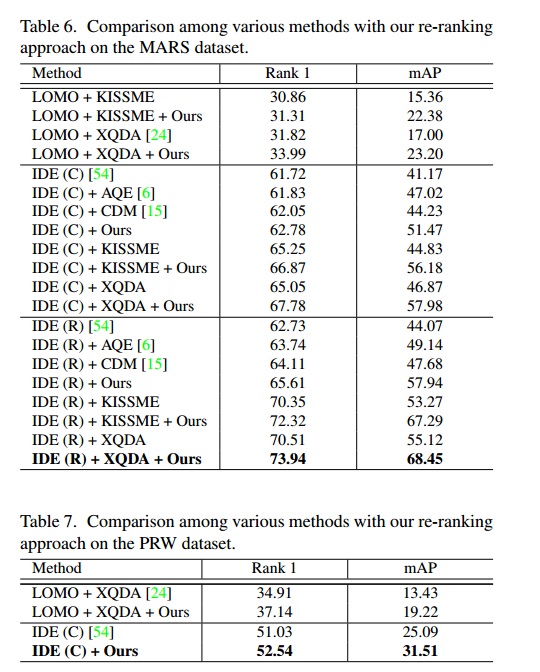 Table 6. Comparison among various methods with our re-ranking
approach on the MARS dataset.
Method Rank 1 mAP
LOMO + KISSME 30.86 15.36
LOMO + KISSME + Ours 31.31 22.38
LOMO + XQDA [24] 31.82 17.00
LOMO + XQDA + Ours 33.99 23.20
IDE (C) [54] 61.72 41.17
IDE (C) + AQE [6] 61.83 47.02
IDE (C) + CDM [15] 62.05 44.23
IDE (C) + Ours 62.78 51.47
IDE (C) + KISSME 65.25 44.83
IDE (C) + KISSME + Ours 66.87 56.18
IDE (C) + XQDA 65.05 46.87
IDE (C) + XQDA + Ours 67.78 57.98
IDE (R) [54] 62.73 44.07
IDE (R) + AQE [6] 63.74 49.14
IDE (R) + CDM [15] 64.11 47.68
IDE (R) + Ours 65.61 57.94
IDE (R) + KISSME 70.35 53.27
IDE (R) + KISSME + Ours 72.32 67.29
IDE (R) + XQDA 70.51 55.12
IDE (R) + XQDA + Ours 73.94 68.45
Table 7. Comparison among various methods with our re-ranking
approach on the PRW dataset.
Method Rank 1 mAP
LOMO + XQDA [24] 34.91 13.43
LOMO + XQDA + Ours 37.14 19.22
IDE (C) [54] 51.03 25.09
IDE (C) + Ours 52.54 31.51